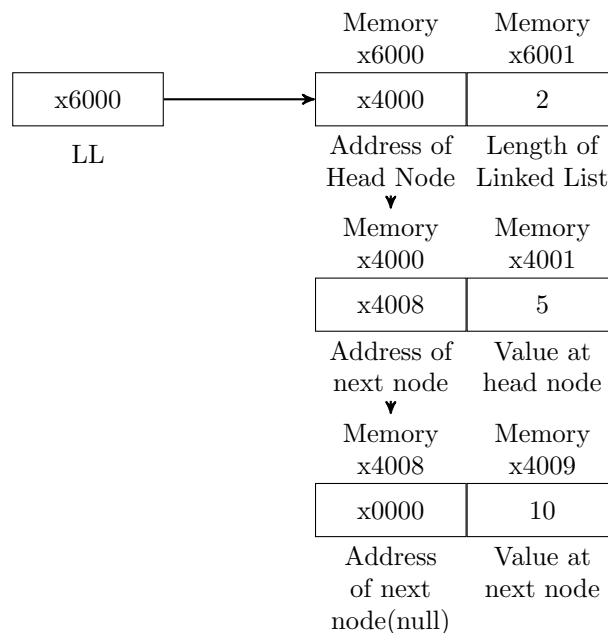 Memory Memory
x6000 x6001
x6000 x4000 2
LL Address of Length of
Head Node Linked List
Memory Memory
x4000 x4001
x4008 5
Address of Value at
next node head node
Memory Memory
x4008 x4009
x0000 10
Address Value at
of next next node
node(null)